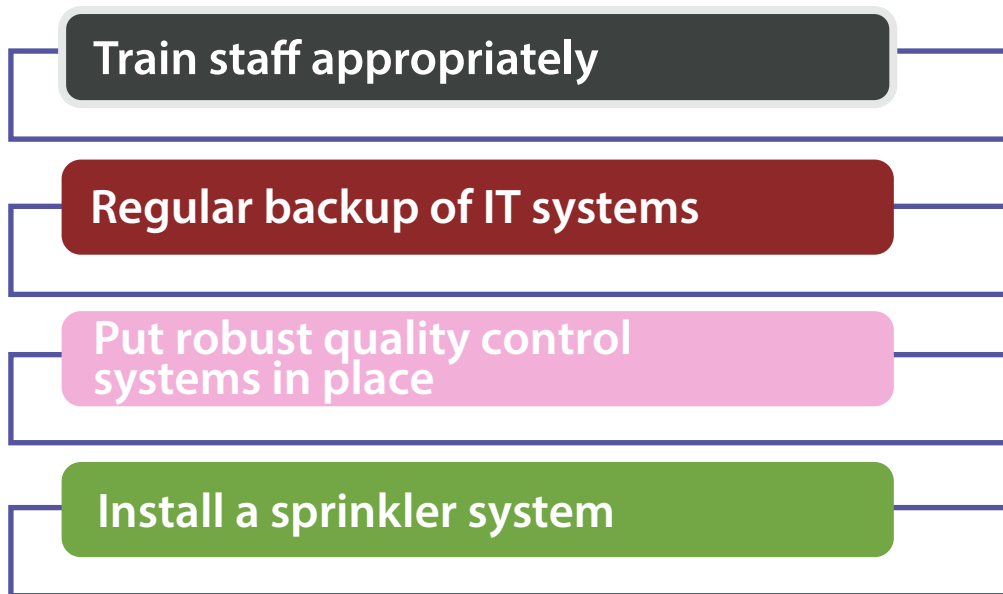 Train staff appropriately
Regular backup of IT systems
Put robust quality control
systems in place
Install a sprinkler system